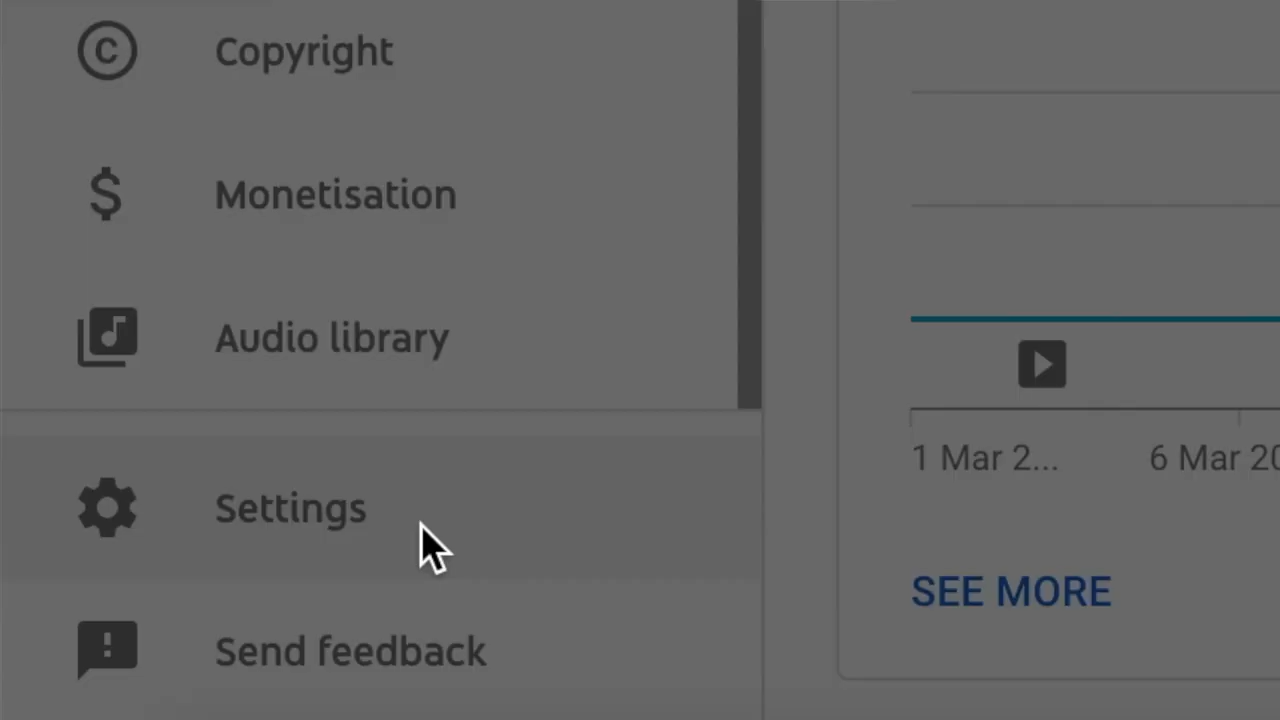 Copyright
Monetisation
Audio library
Settings
Send feedback
1 Mar 2...
6 Mar 20
SEE MORE